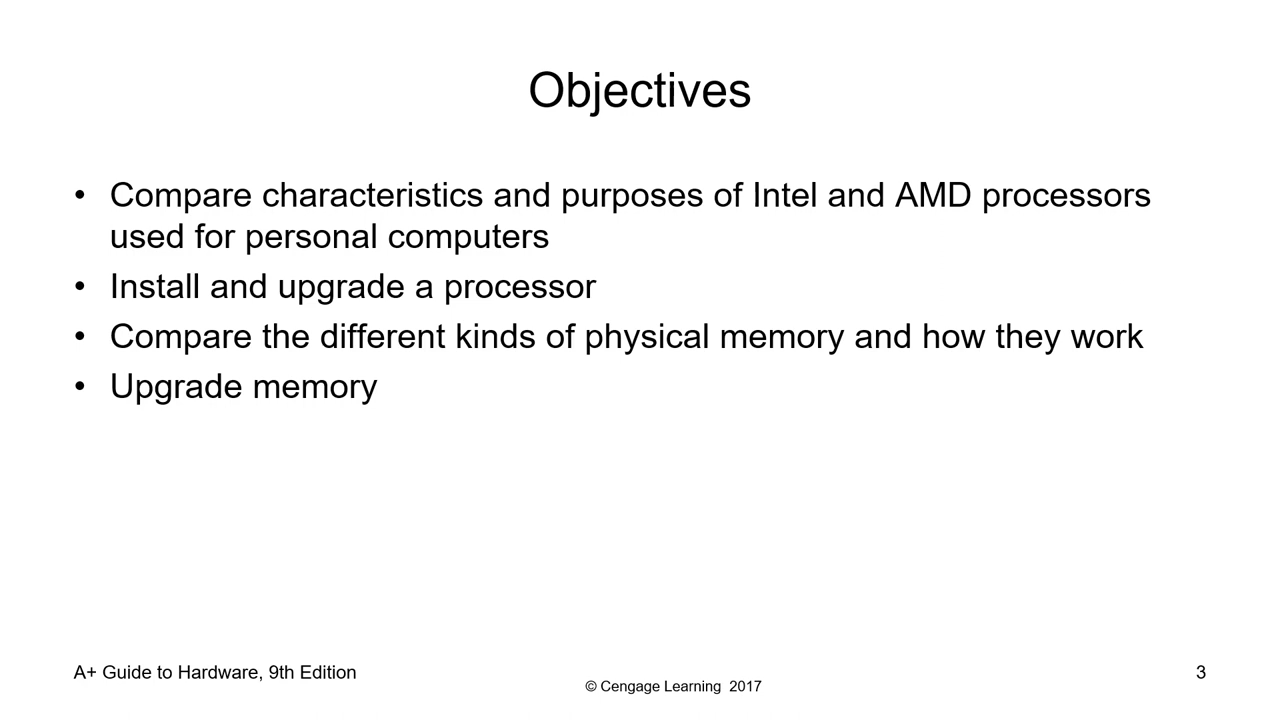 Objectives
• Compare characteristics and purposes of Intel and AMD processors
used for personal computers
• Install and upgrade a processor
• Compare the different kinds of physical memory and how they work
• Upgrade memory
A+ Guide to Hardware, 9th Edition
© Cengage Learning 2017
3